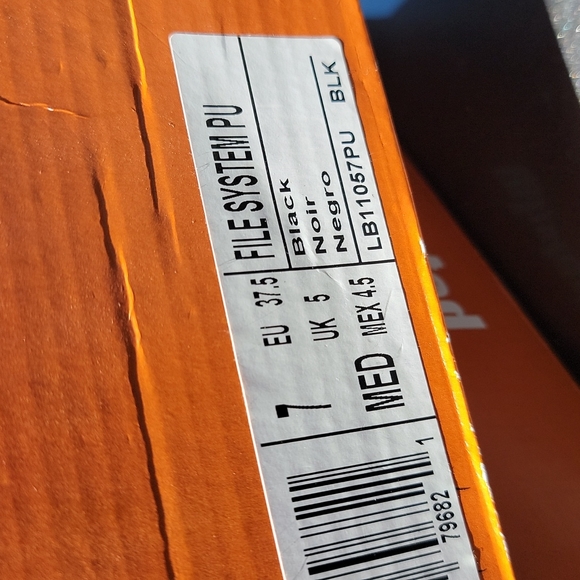 FILE SYSTEM PU
Black
Noir
Negro
LB11057PU BLK
EU 37.5
UK 5
MEX 4.5
7
MED
1
79682